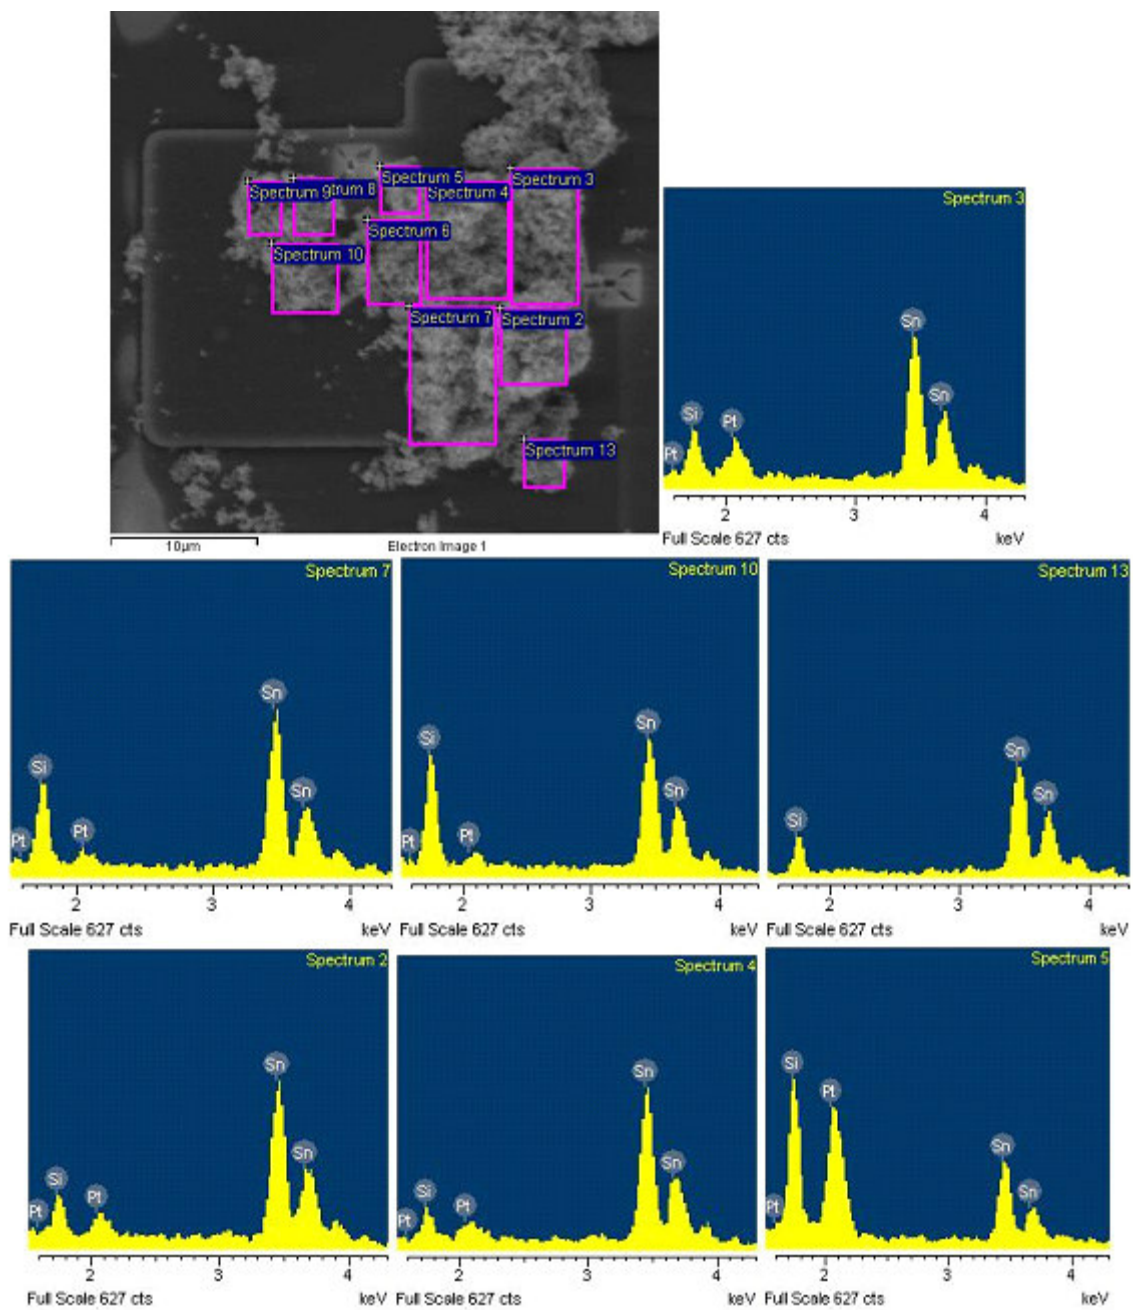 Spectrum 5
Spectrum 3
Spectrum 9
trum 8
Spectrum 4
Spectrum 6
Spectrum 10
Spectrum 7
Spectrum 2
Spectrum 13
10µm
Electron Image 1
Spectrum 3
Sn
Si
Pt
Sn
Pt
2
3
4
Full Scale 627 cts
keV
Spectrum 7
Sn
Si
Sn
Pt
Pt
2
3
4
Full Scale 627 cts
keV
Spectrum 10
Sn
Si
Sn
Pt
Pt
2
3
4
Full Scale 627 cts
keV
Spectrum 13
Sn
Sn
Si
2
3
4
Full Scale 627 cts
keV
Spectrum 2
Sn
Sn
Si
Pt
Pt
2
3
4
Full Scale 627 cts
keV
Spectrum 4
Sn
Sn
Si
Pt
Pt
2
3
4
Full Scale 627 cts
keV
Spectrum 5
Si
Pt
Sn
Sn
Pt
2
3
4
Full Scale 627 cts
keV